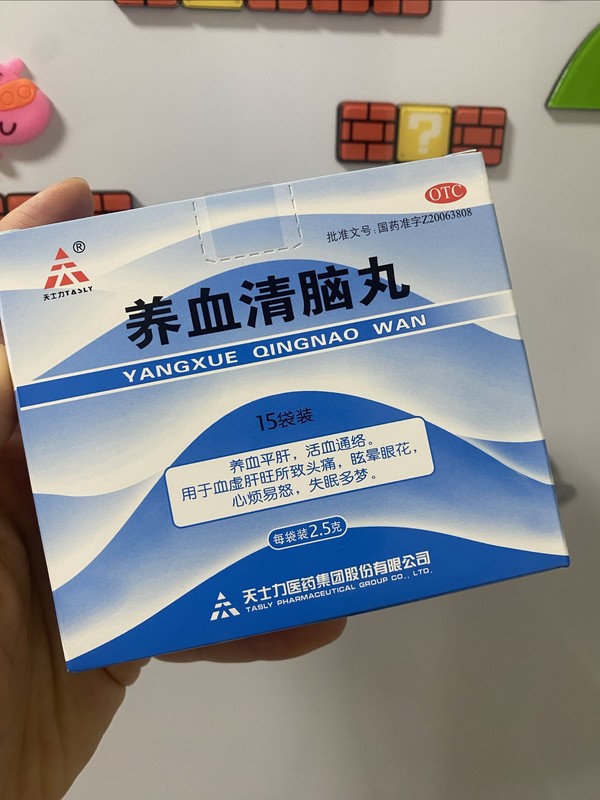 OTC
批准文号：国药准字Z20063808
®
天士力TASLY
养血清脑丸
YANGXUE QINGNAO WAN
15袋装
养血平肝，活血通络。
用于血虚肝旺所致头痛，眩晕眼花，
心烦易怒，失眠多梦。
每袋装2.5克
天士力医药集团股份有限公司
TASLY PHARMACEUTICAL GROUP CO., LTD.
?